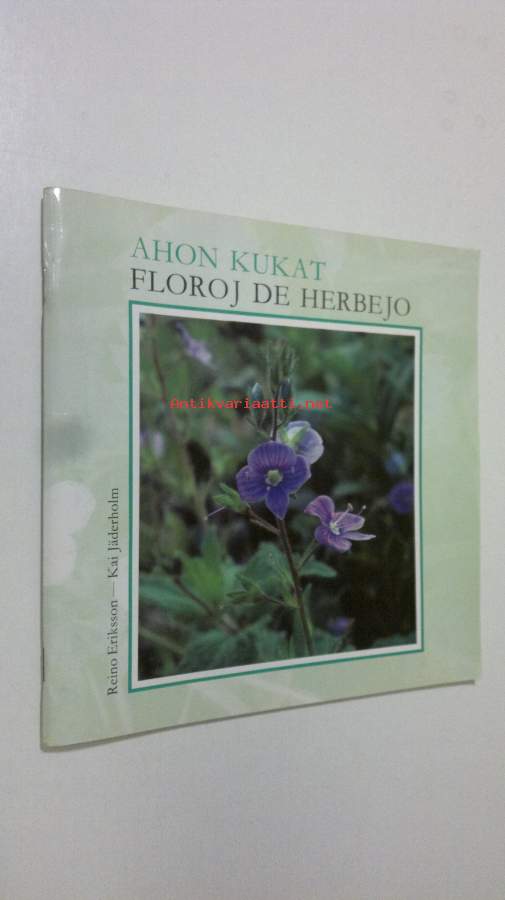 AHON KUKAT
FLOROJ DE HERBEJO
Antikvariaatti.net
Reino Eriksson — Kai Jäderholm